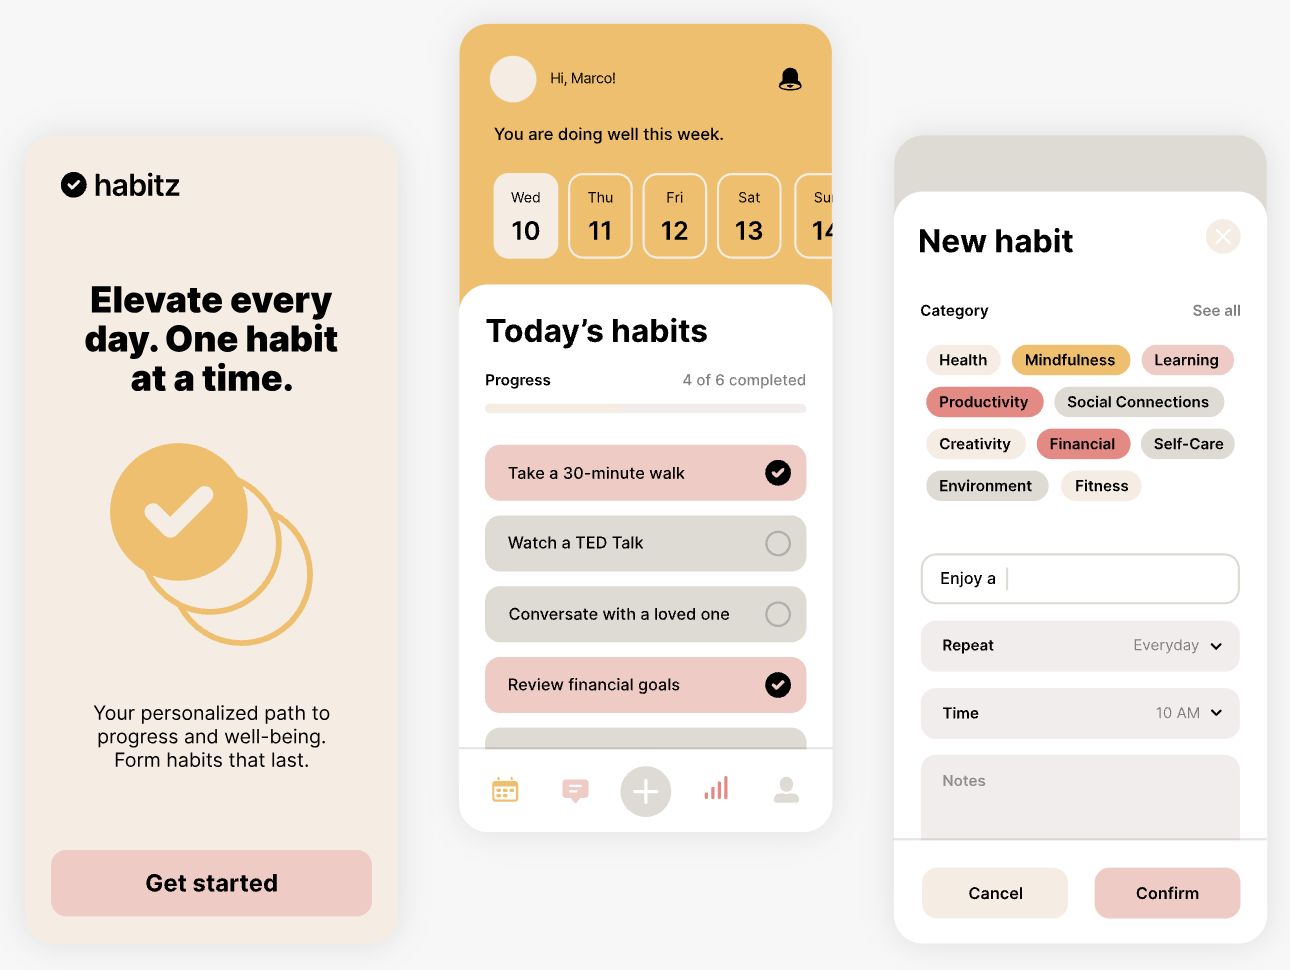 habitz
Elevate every
day. One habit
at a time.
Your personalized path to
progress and well-being.
Form habits that last.
Get started
Hi, Marco!
You are doing well this week.
Wed Thu Fri Sat Su
10 11 12 13 14
Today’s habits
Progress 4 of 6 completed
Take a 30-minute walk
Watch a TED Talk
Conversate with a loved one
Review financial goals
New habit
Category See all
Health Mindfulness Learning
Productivity Social Connections
Creativity Financial Self-Care
Environment Fitness
Enjoy a
Repeat Everyday
Time 10 AM
Notes
Cancel Confirm